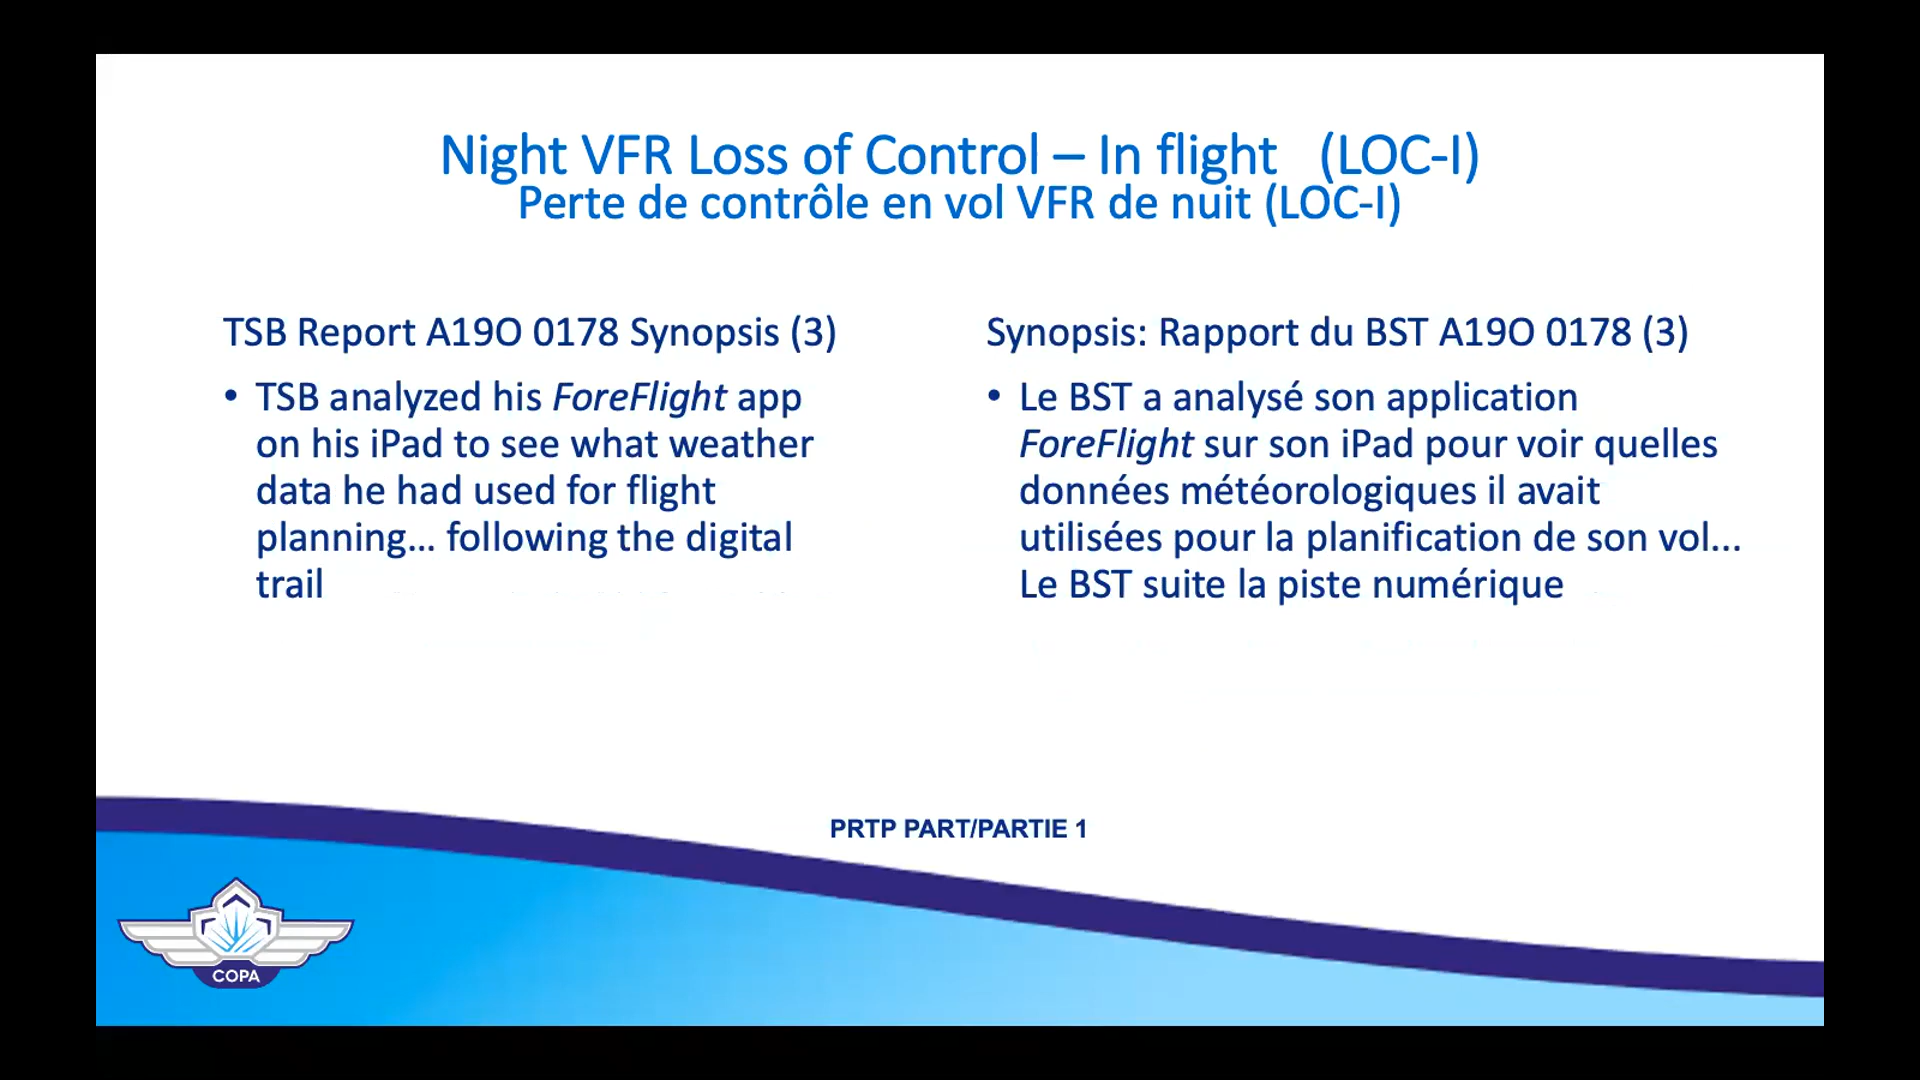 Night VFR Loss of Control – In flight (LOC-I)
Perte de contrôle en vol VFR de nuit (LOC-I)
TSB Report A19O 0178 Synopsis (3)
• TSB analyzed his ForeFlight app
on his iPad to see what weather
data he had used for flight
planning... following the digital
trail
Synopsis: Rapport du BST A19O 0178 (3)
• Le BST a analysé son application
ForeFlight sur son iPad pour voir quelles
données météorologiques il avait
utilisées pour la planification de son vol...
Le BST suite la piste numérique
PRTP PART/PARTIE 1
COPA